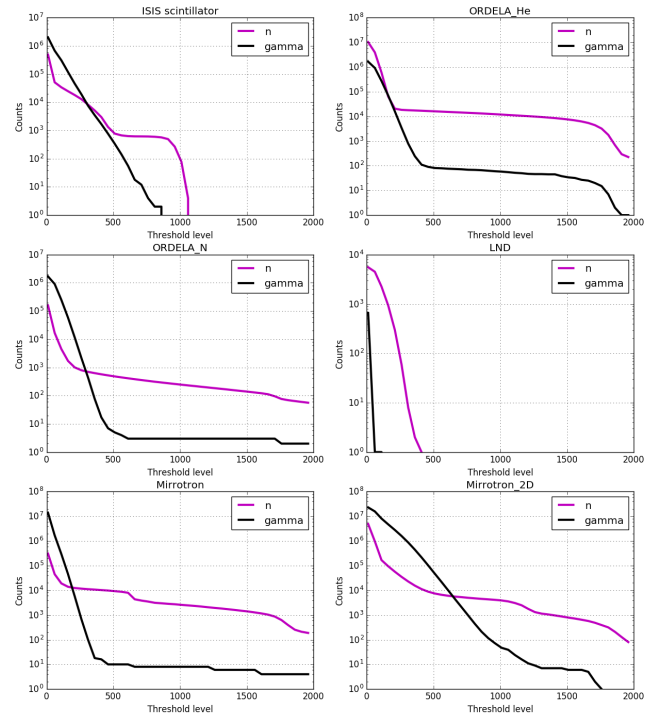 ISIS scintillator
n
gamma
Counts
10^7
10^6
10^5
10^4
10^3
10^2
10^1
10^0
0 500 1000 1500 2000
Threshold level
ORDELA_He
n
gamma
Counts
10^8
10^7
10^6
10^5
10^4
10^3
10^2
10^1
10^0
0 500 1000 1500 2000
Threshold level
ORDELA_N
n
gamma
Counts
10^7
10^6
10^5
10^4
10^3
10^2
10^1
10^0
0 500 1000 1500 2000
Threshold level
LND
n
gamma
Counts
10^4
10^3
10^2
10^1
10^0
0 500 1000 1500 2000
Threshold level
Mirrotron
n
gamma
Counts
10^8
10^7
10^6
10^5
10^4
10^3
10^2
10^1
10^0
0 500 1000 1500 2000
Threshold level
Mirrotron_2D
n
gamma
Counts
10^8
10^7
10^6
10^5
10^4
10^3
10^2
10^1
10^0
0 500 1000 1500 2000
Threshold level